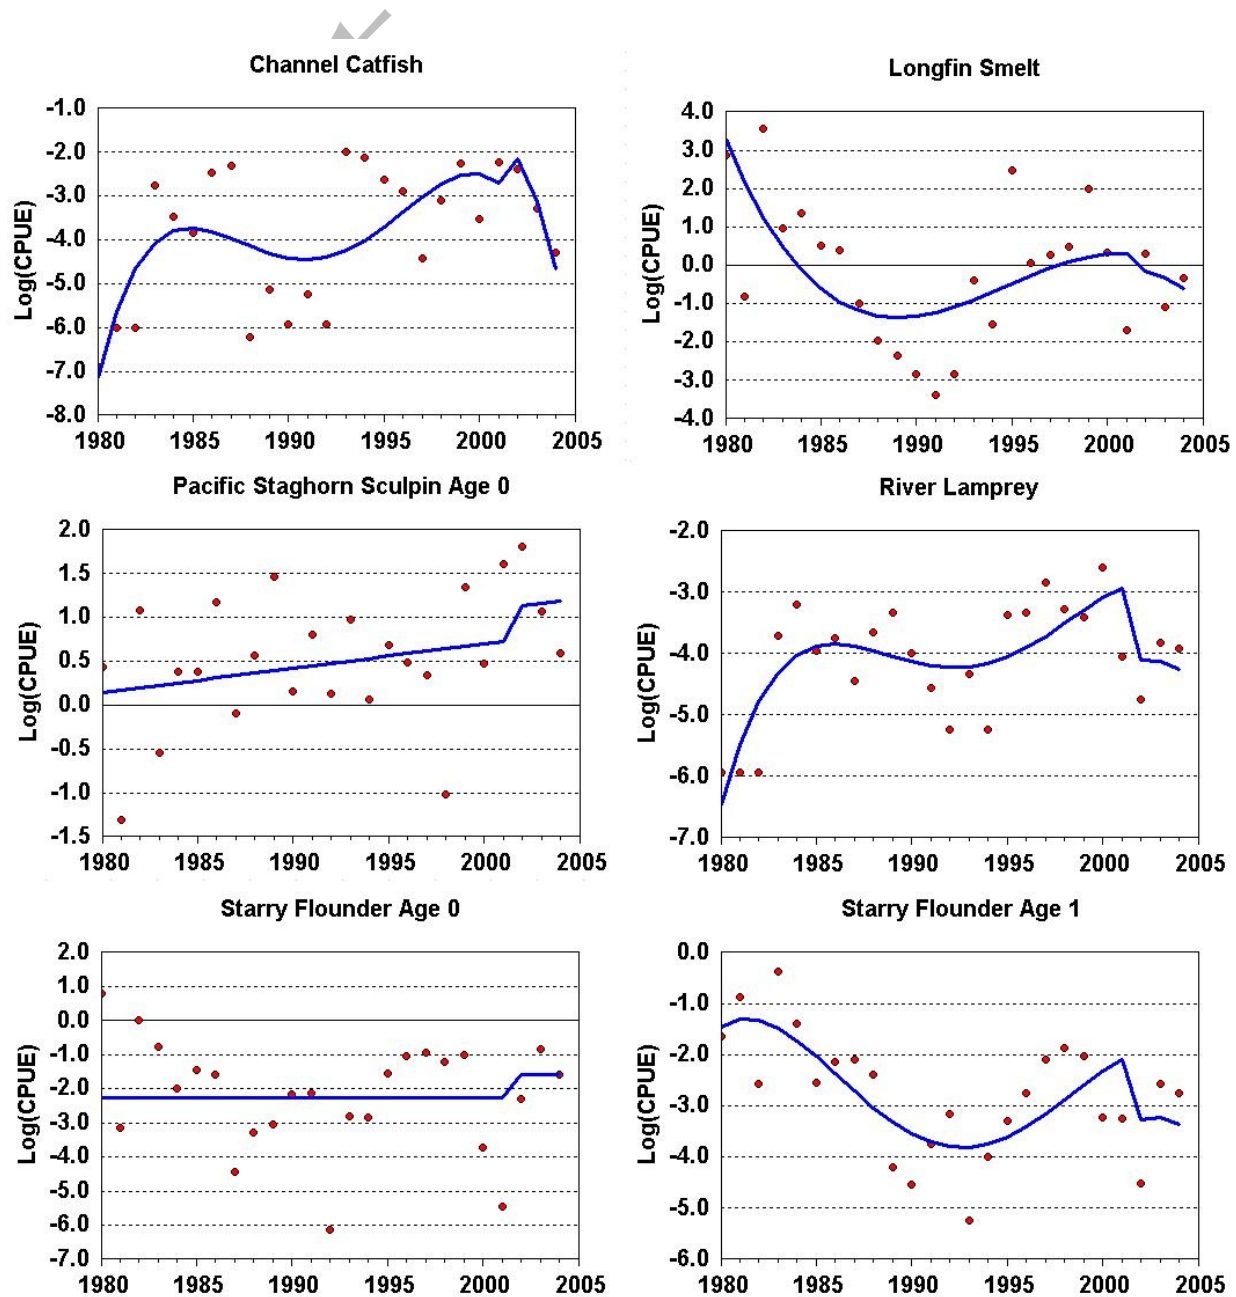 Channel Catfish
Log(CPUE)
-1.0
-2.0
-3.0
-4.0
-5.0
-6.0
-7.0
-8.0
1980 1985 1990 1995 2000 2005
Longfin Smelt
Log(CPUE)
4.0
3.0
2.0
1.0
0.0
-1.0
-2.0
-3.0
-4.0
1980 1985 1990 1995 2000 2005
Pacific Staghorn Sculpin Age 0
Log(CPUE)
2.0
1.5
1.0
0.5
0.0
-0.5
-1.0
-1.5
1980 1985 1990 1995 2000 2005
River Lamprey
Log(CPUE)
-2.0
-3.0
-4.0
-5.0
-6.0
-7.0
1980 1985 1990 1995 2000 2005
Starry Flounder Age 0
Log(CPUE)
2.0
1.0
0.0
-1.0
-2.0
-3.0
-4.0
-5.0
-6.0
-7.0
1980 1985 1990 1995 2000 2005
Starry Flounder Age 1
Log(CPUE)
0.0
-1.0
-2.0
-3.0
-4.0
-5.0
-6.0
1980 1985 1990 1995 2000 2005